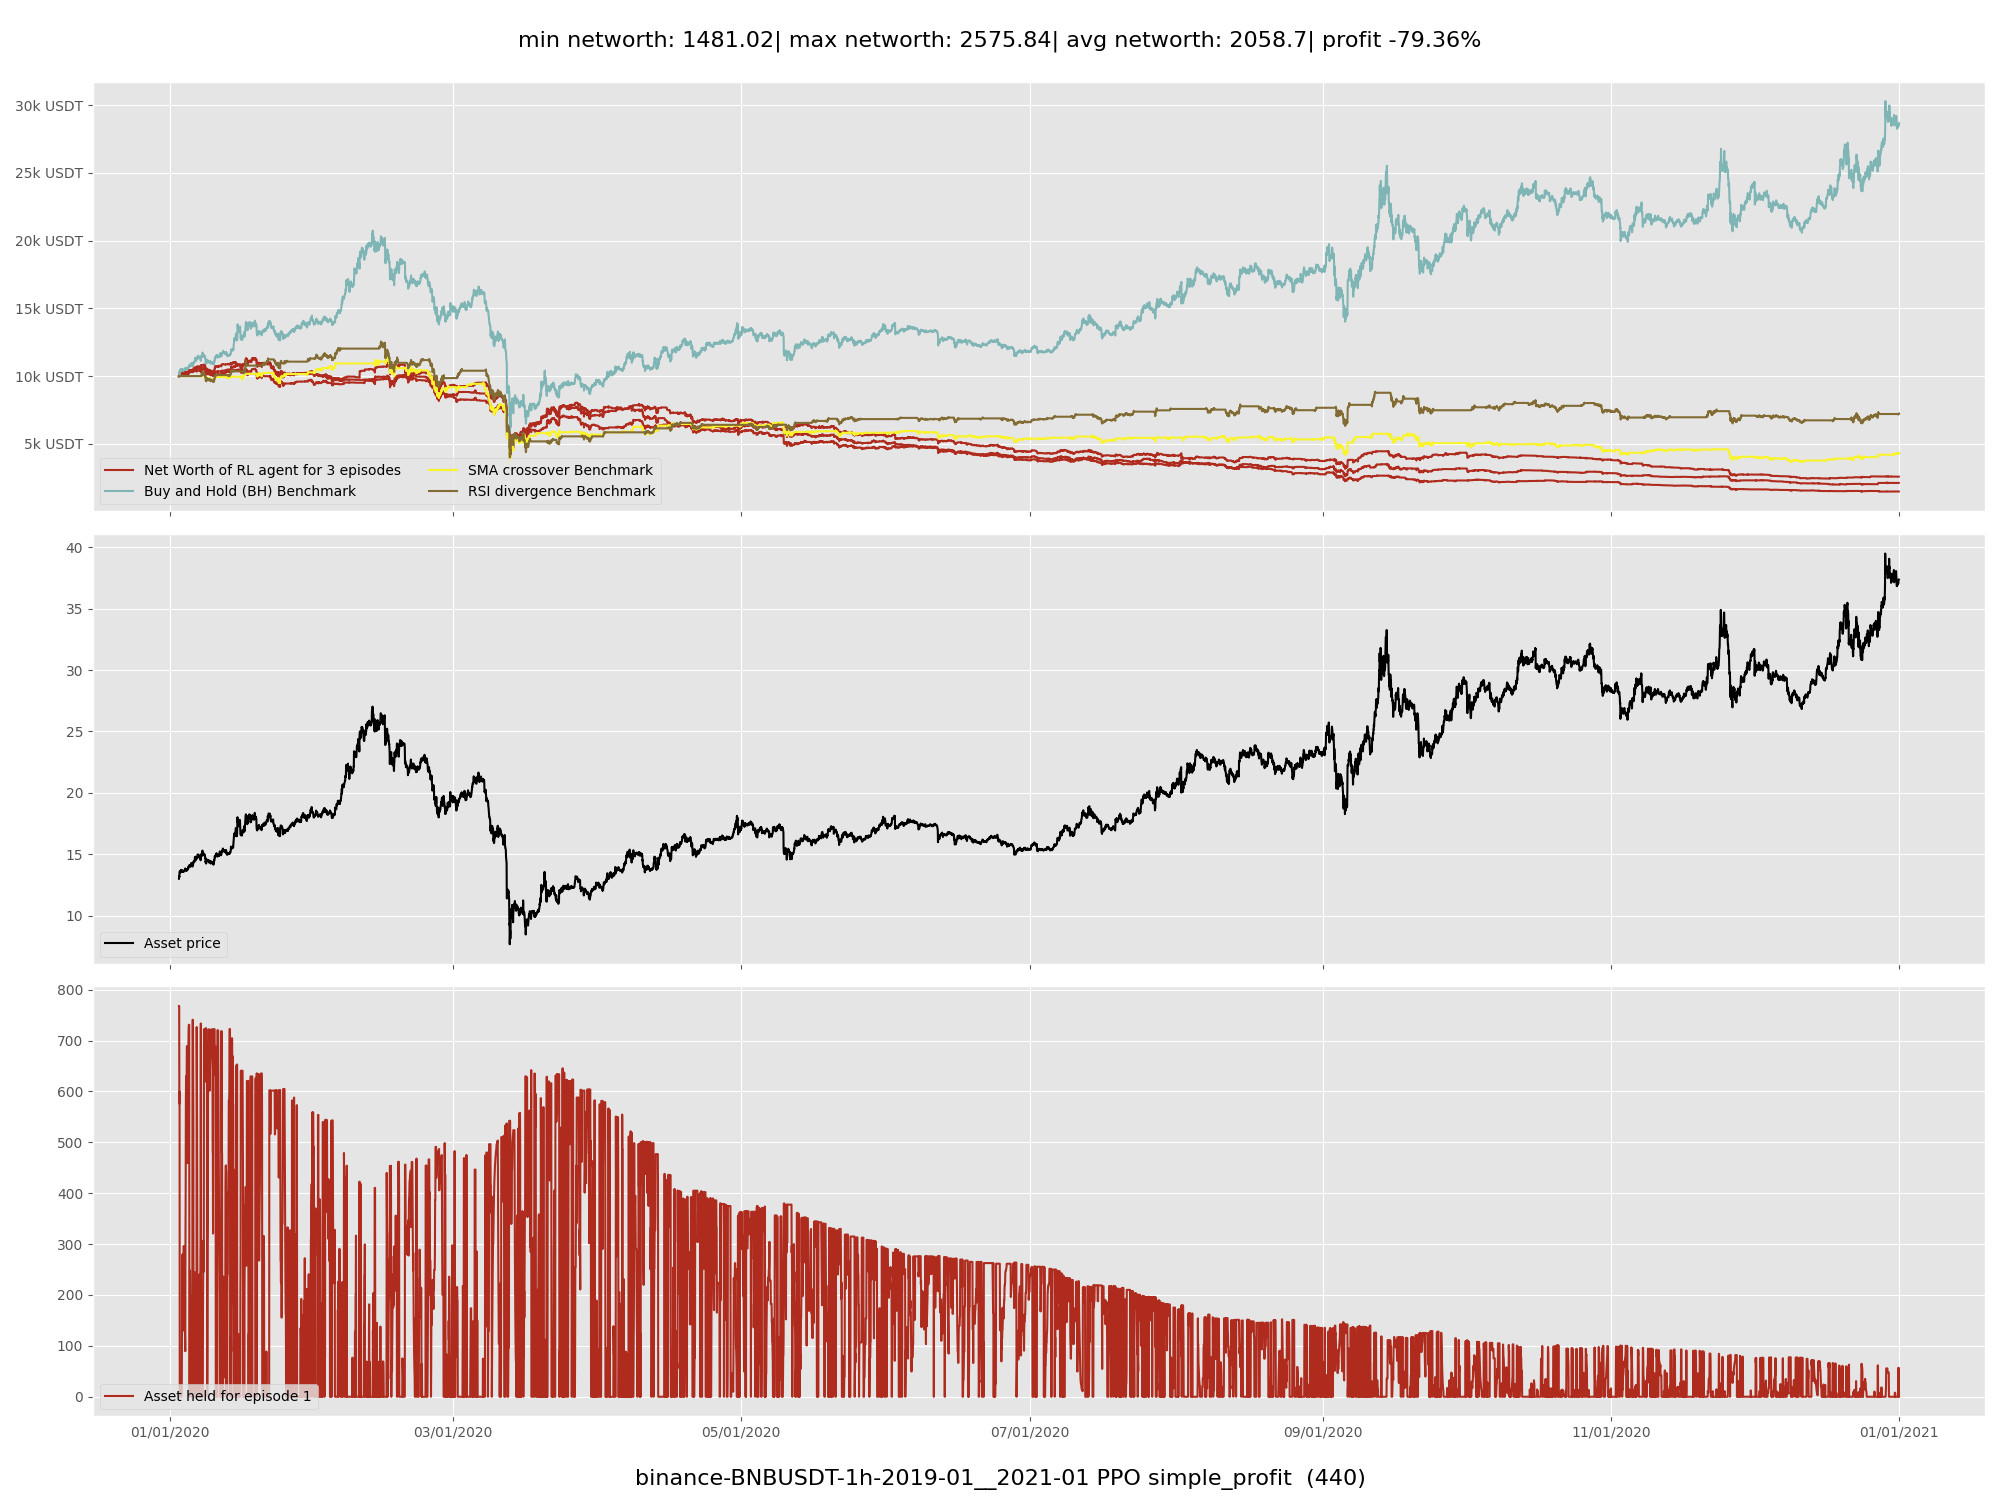 min networth: 1481.02| max networth: 2575.84| avg networth: 2058.7| profit -79.36%
30k USDT
25k USDT
20k USDT
15k USDT
10k USDT
5k USDT
Net Worth of RL agent for 3 episodes
Buy and Hold (BH) Benchmark
SMA crossover Benchmark
RSI divergence Benchmark
40
35
30
25
20
15
10
Asset price
800
700
600
500
400
300
200
100
0
Asset held for episode 1
01/01/2020 03/01/2020 05/01/2020 07/01/2020 09/01/2020 11/01/2020 01/01/2021
binance-BNBUSDT-1h-2019-01__2021-01 PPO simple_profit (440)